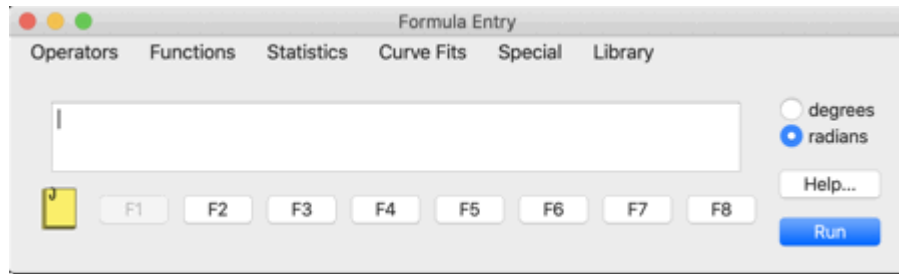 Formula Entry
Operators Functions Statistics Curve Fits Special Library
degrees
radians
Help...
F1 F2 F3 F4 F5 F6 F7 F8
Run